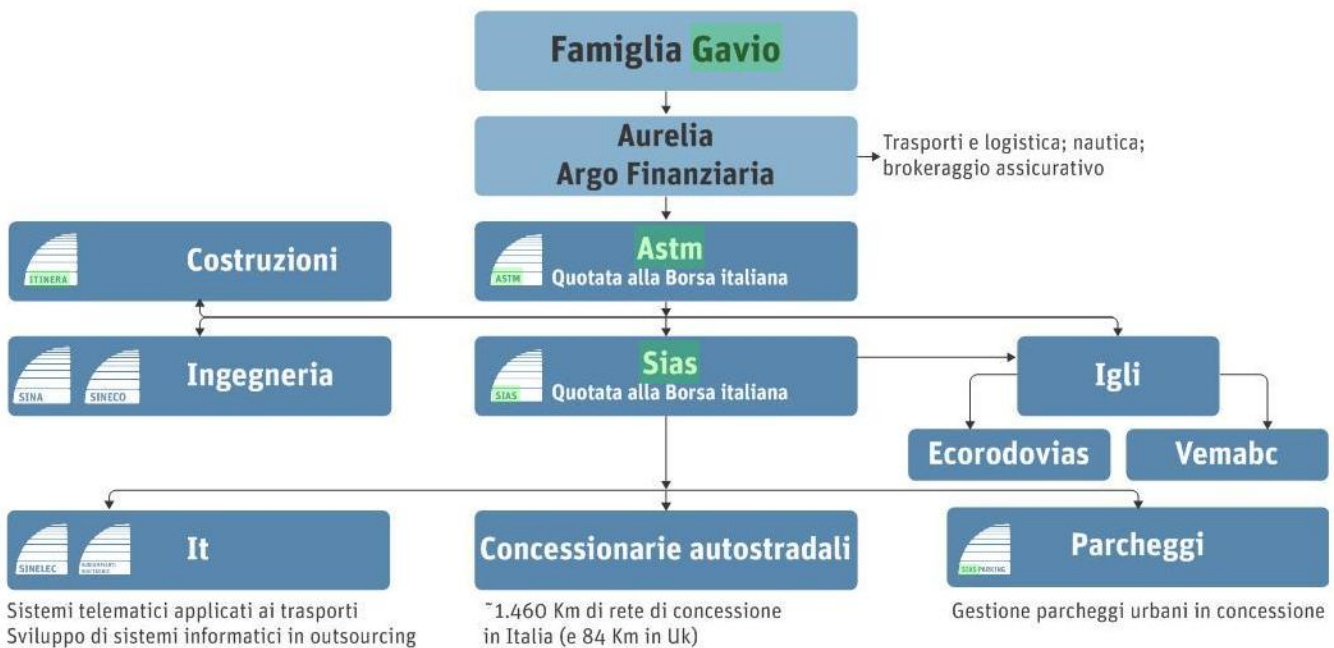 Famiglia Gavio
Aurelia
Argo Finanziaria
Trasporti e logistica; nautica;
brokeraggio assicurativo
ITINERA
Costruzioni
ASTM
Astm
Quotata alla Borsa italiana
SINA
SINECO
Ingegneria
SIAS
Sias
Quotata alla Borsa italiana
Igli
Ecorodovias
Vemabc
SINELEC
It
Concessionarie autostradali
SIAS PARKING
Parcheggi
Sistemi telematici applicati ai trasporti
Sviluppo di sistemi informatici in outsourcing
~1.460 Km di rete di concessione
in Italia (e 84 Km in Uk)
Gestione parcheggi urbani in concessione